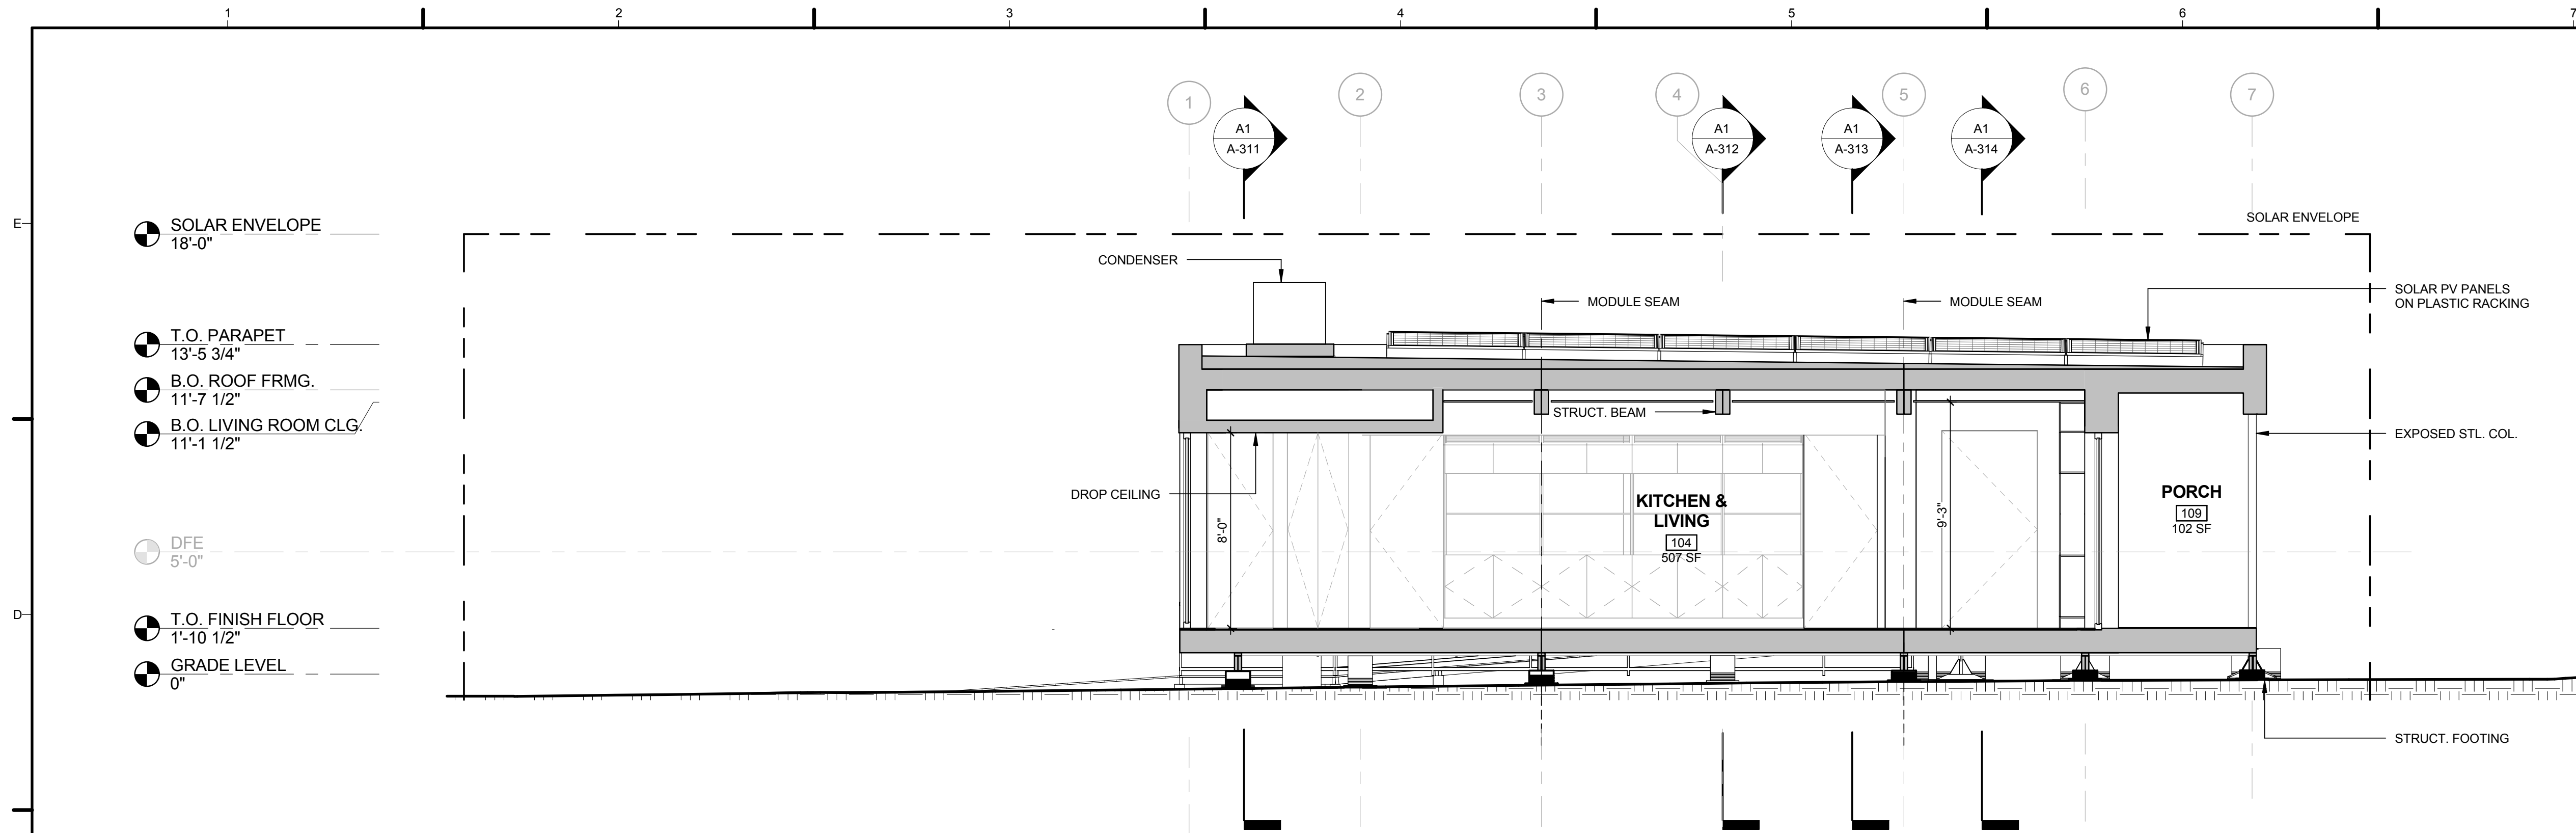 1 2 3 4 5 6 7
1 2 3 4 5 6 7
A1
A-311
A1
A-312
A1
A-313
A1
A-314
E
SOLAR ENVELOPE
18'-0"
SOLAR ENVELOPE
CONDENSER
MODULE SEAM
MODULE SEAM
SOLAR PV PANELS
ON PLASTIC RACKING
T.O. PARAPET
13'-5 3/4"
B.O. ROOF FRMG.
11'-7 1/2"
B.O. LIVING ROOM CLG.
11'-1 1/2"
STRUCT. BEAM
EXPOSED STL. COL.
DROP CEILING
KITCHEN &
LIVING
104
507 SF
PORCH
109
102 SF
8'-0"
9'-3"
DFE
5'-0"
D
T.O. FINISH FLOOR
1'-10 1/2"
GRADE LEVEL
0"
STRUCT. FOOTING